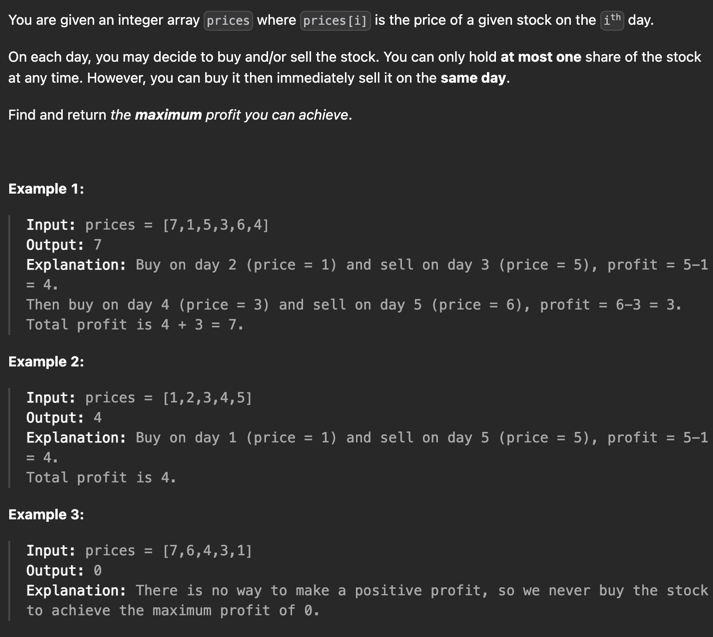 You are given an integer array prices where prices[i] is the price of a given stock on the ith day.
On each day, you may decide to buy and/or sell the stock. You can only hold at most one share of the stock
at any time. However, you can buy it then immediately sell it on the same day.
Find and return the maximum profit you can achieve.
Example 1:
Input: prices = [7,1,5,3,6,4]
Output: 7
Explanation: Buy on day 2 (price = 1) and sell on day 3 (price = 5), profit = 5-1
= 4.
Then buy on day 4 (price = 3) and sell on day 5 (price = 6), profit = 6-3 = 3.
Total profit is 4 + 3 = 7.
Example 2:
Input: prices = [1,2,3,4,5]
Output: 4
Explanation: Buy on day 1 (price = 1) and sell on day 5 (price = 5), profit = 5-1
= 4.
Total profit is 4.
Example 3:
Input: prices = [7,6,4,3,1]
Output: 0
Explanation: There is no way to make a positive profit, so we never buy the stock
to achieve the maximum profit of 0.